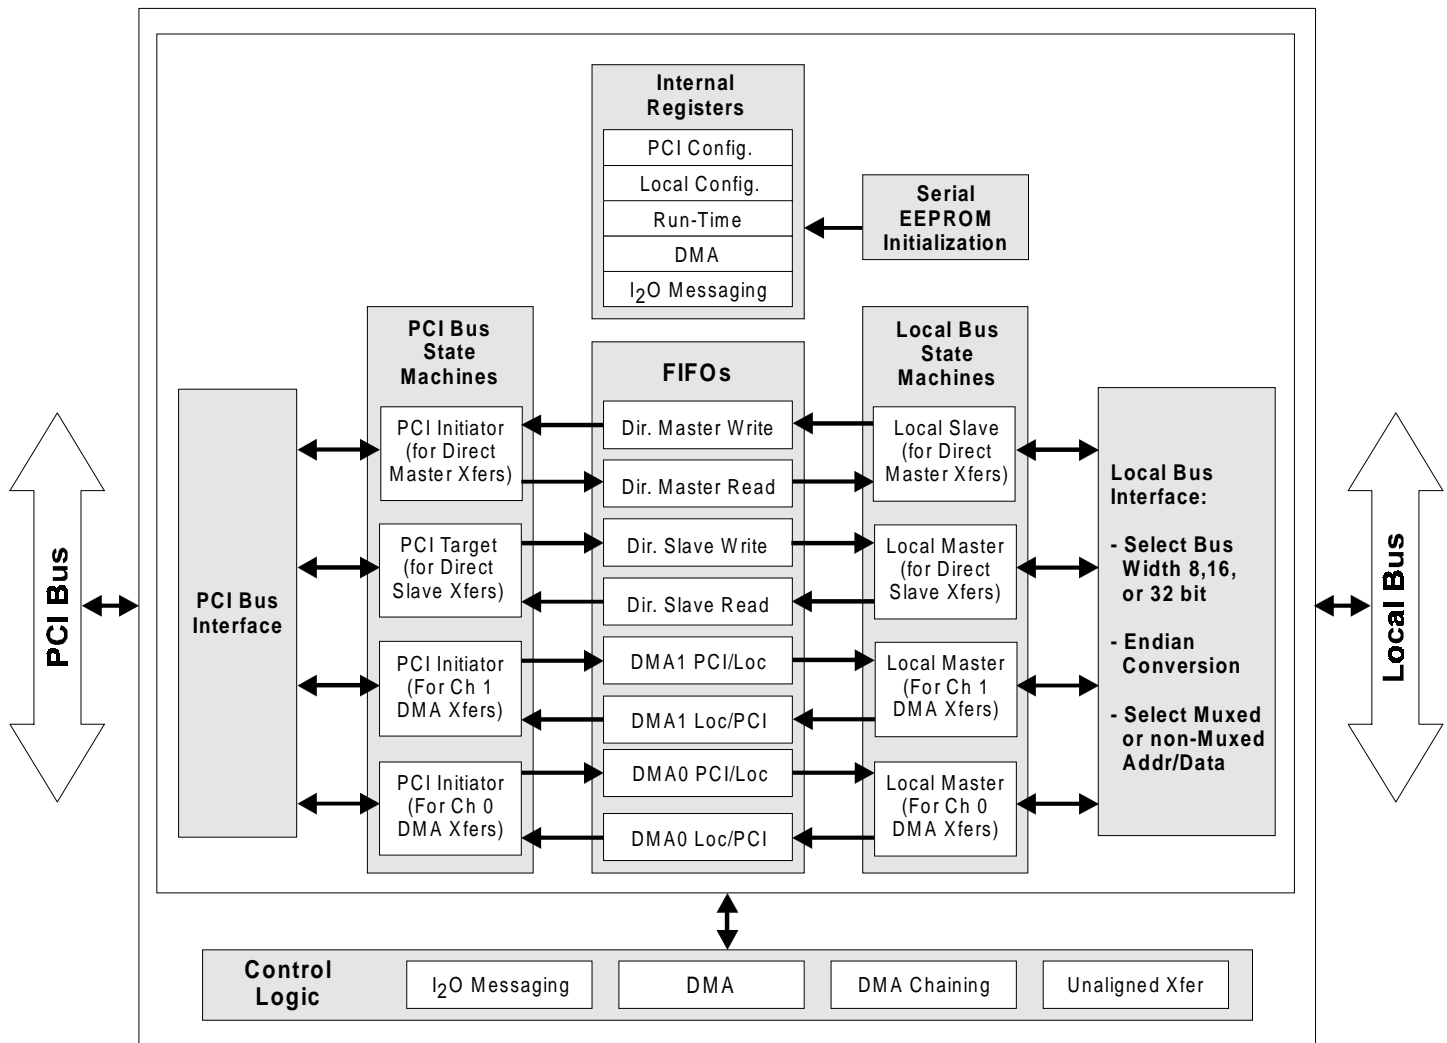 Internal
Registers
PCI Config.
Local Config.
Run-Time
DMA
I2O Messaging
Serial
EEPROM
Initialization
PCI Bus
State
Machines
PCI Initiator
(for Direct
Master Xfers)
PCI Target
(for Direct
Slave Xfers)
PCI Initiator
(For Ch 1
DMA Xfers)
PCI Initiator
(For Ch 0
DMA Xfers)
FIFOs
Dir. Master Write
Dir. Master Read
Dir. Slave Write
Dir. Slave Read
DMA1 PCI/Loc
DMA1 Loc/PCI
DMA0 PCI/Loc
DMA0 Loc/PCI
Local Bus
State
Machines
Local Slave
(for Direct
Master Xfers)
Local Master
(for Direct
Slave Xfers)
Local Master
(For Ch 1
DMA Xfers)
Local Master
(For Ch 0
DMA Xfers)
PCI Bus
PCI Bus
Interface
Local Bus
Interface:
- Select Bus
Width 8,16,
or 32 bit
- Endian
Conversion
- Select Muxed
or non-Muxed
Addr/Data
Local Bus
Control
Logic
I2O Messaging
DMA
DMA Chaining
Unaligned Xfer